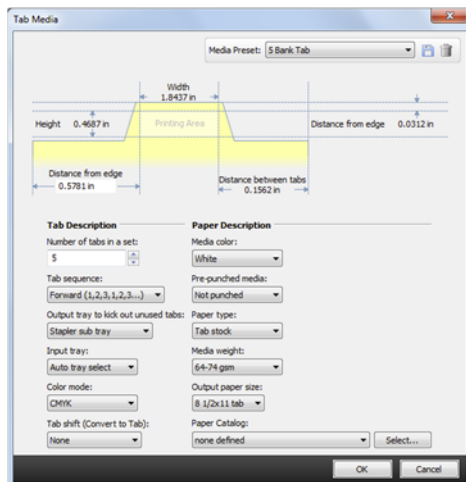 Tab Media
Media Preset: 5 Bank Tab
Width
1.8437 in
Height 0.4687 in Printing Area Distance from edge 0.0312 in
Distance from edge Distance between tabs
0.5781 in 0.1562 in
Tab Description Paper Description
Number of tabs in a set: Media color:
5 White
Tab sequence: Pre-punched media:
Forward (1,2,3,1,2,3...) Not punched
Output tray to kick out unused tabs: Paper type:
Stapler sub tray Tab stock
Input tray: Media weight:
Auto tray select 64-74 gsm
Color mode: Output paper size:
CMYK 8 1/2x11 tab
Tab shift (Convert to Tab): Paper Catalog:
None none defined Select...
OK Cancel